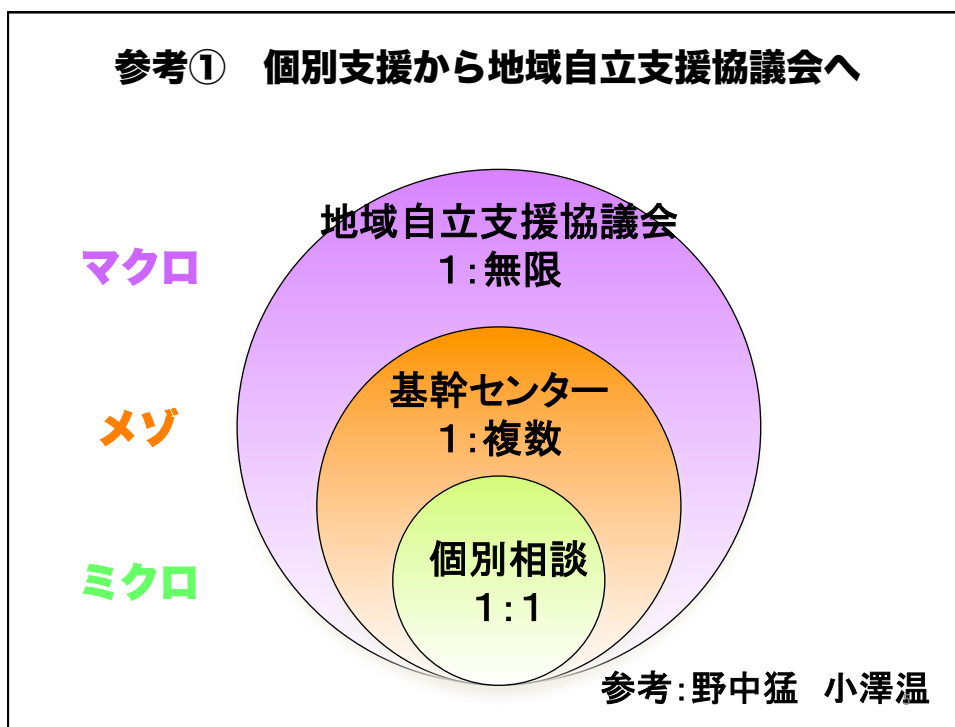 参考① 個別支援から地域自立支援協議会へ
地域自立支援協議会
マクロ
1:無限
基幹センター
メゾ
1:複数
個別相談
ミクロ
1:1
参考:野中猛 小澤温